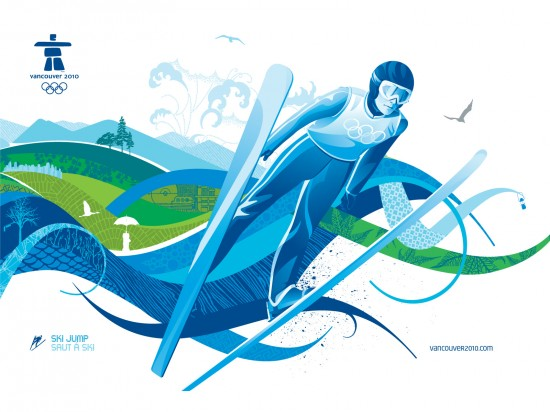 vancouver 2010
SKI JUMP
SAUT À SKI
VANCOUVER2010.COM